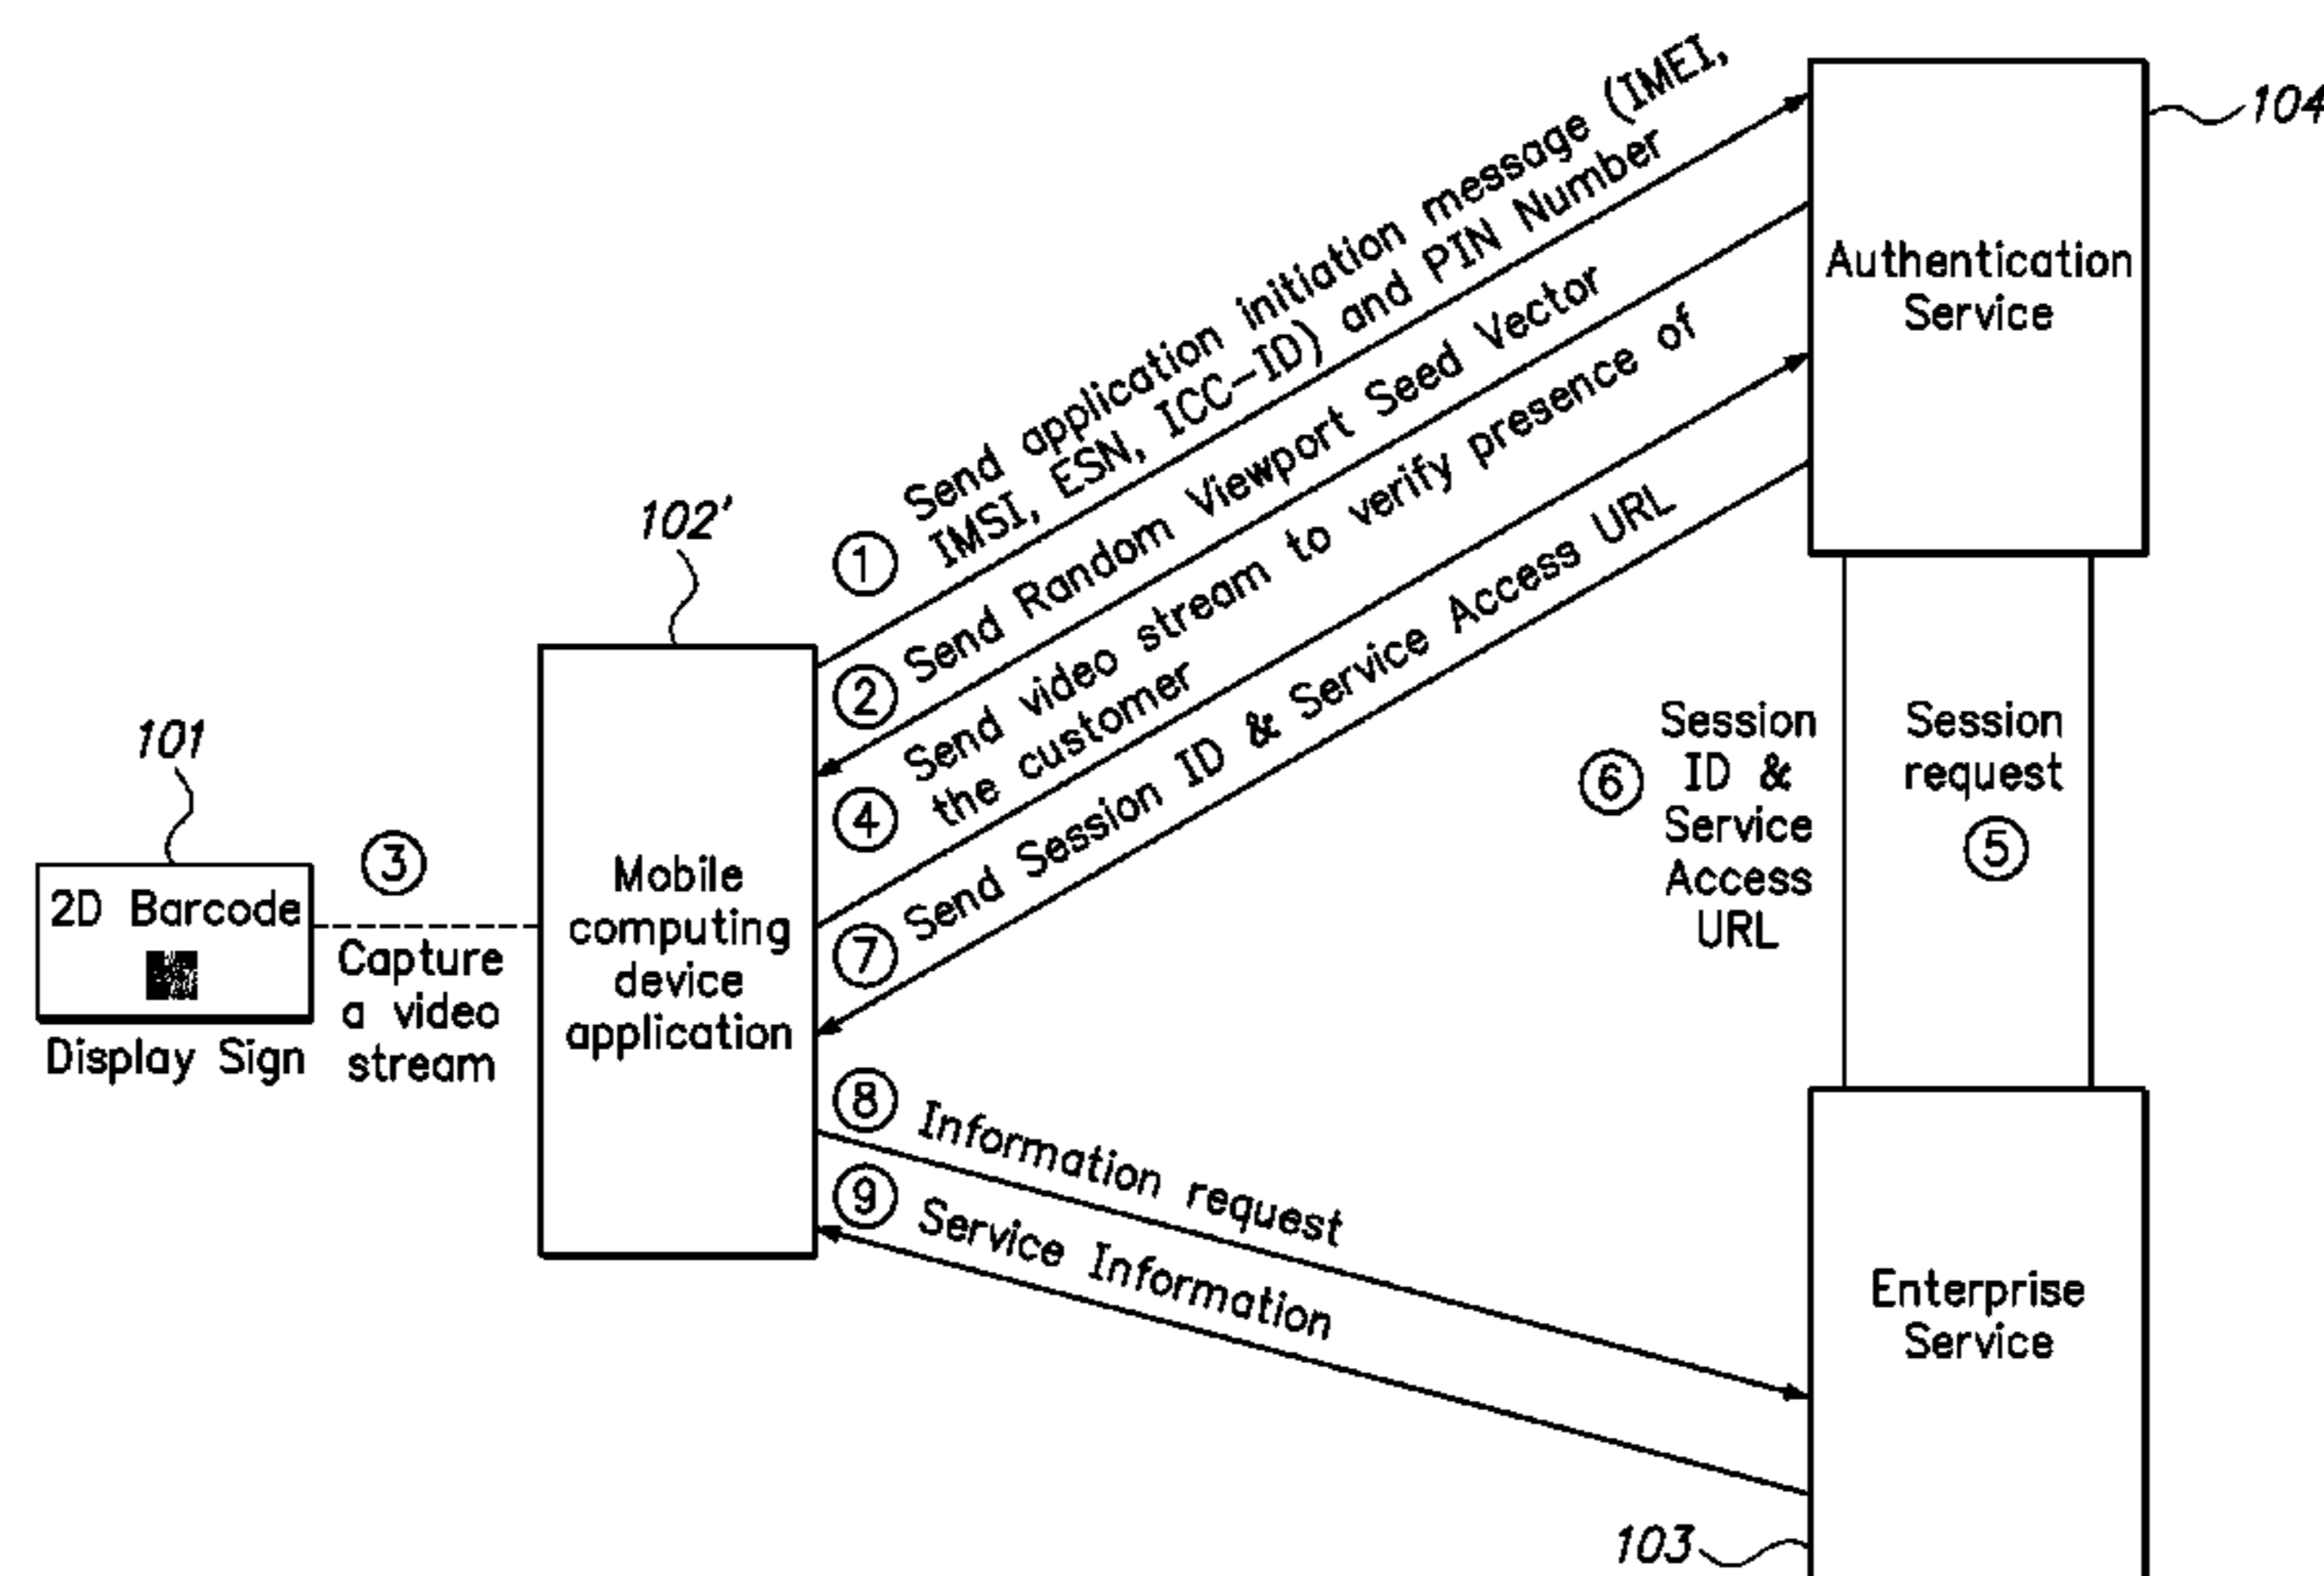 104
① Send application initiation message (IMEI,
IMSI, ESN, ICC-ID) and PIN Number
② Send Random Viewport Seed Vector
④ Send video stream to verify presence of
the customer
⑦ Send Session ID & Service Access URL
Authentication
Service
102'
101
③
2D Barcode
Display Sign
Capture
a video
stream
Mobile
computing
device
application
⑥
Session
ID &
Service
Access
URL
Session
request
⑤
⑧ Information request
⑨ Service Information
Enterprise
Service
103